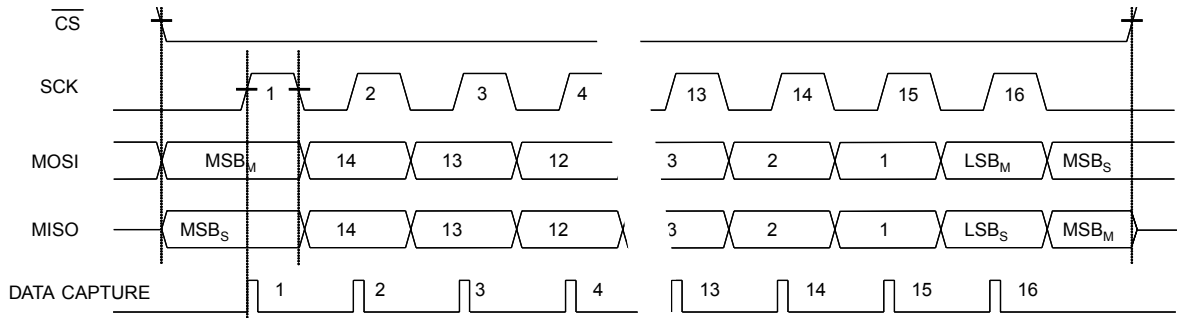 CS
SCK 1 2 3 4 13 14 15 16
MOSI MSBM 14 13 12 3 2 1 LSBM MSBS
MISO MSBS 14 13 12 3 2 1 LSBS MSBM
DATA CAPTURE 1 2 3 4 13 14 15 16